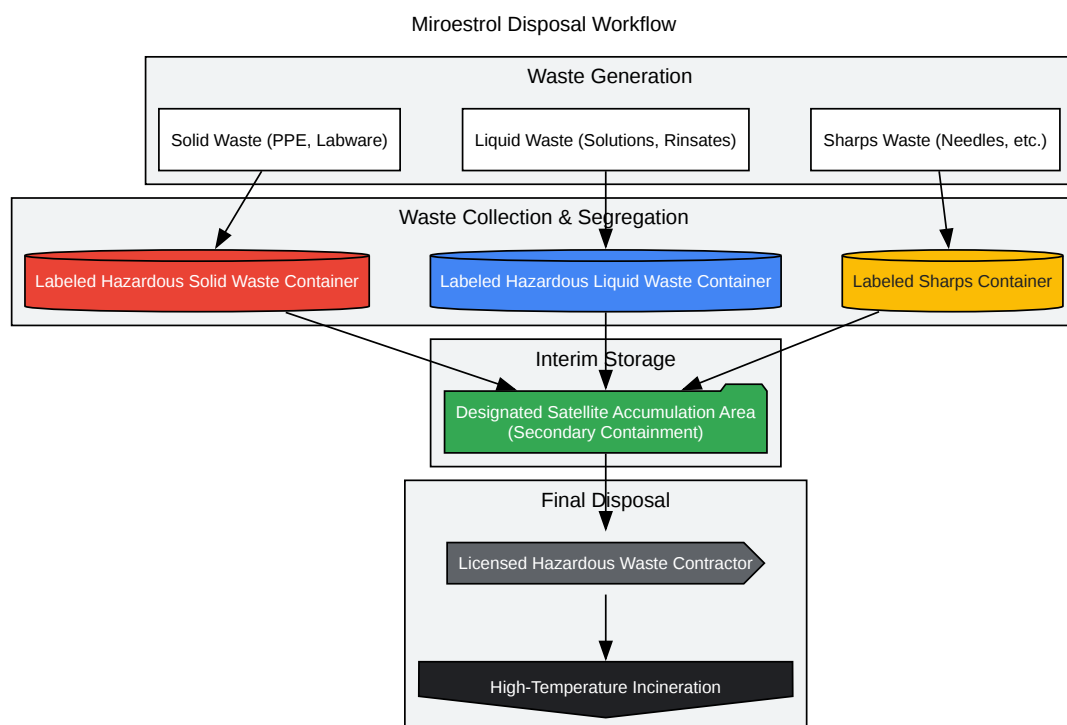 Miroestrol Disposal Workflow
Waste Generation
Solid Waste (PPE, Labware)
Liquid Waste (Solutions, Rinsates)
Sharps Waste (Needles, etc.)
Waste Collection & Segregation
Labeled Hazardous Solid Waste Container
Labeled Hazardous Liquid Waste Container
Labeled Sharps Container
Interim Storage
Designated Satellite Accumulation Area
(Secondary Containment)
Final Disposal
Licensed Hazardous Waste Contractor
High-Temperature Incineration